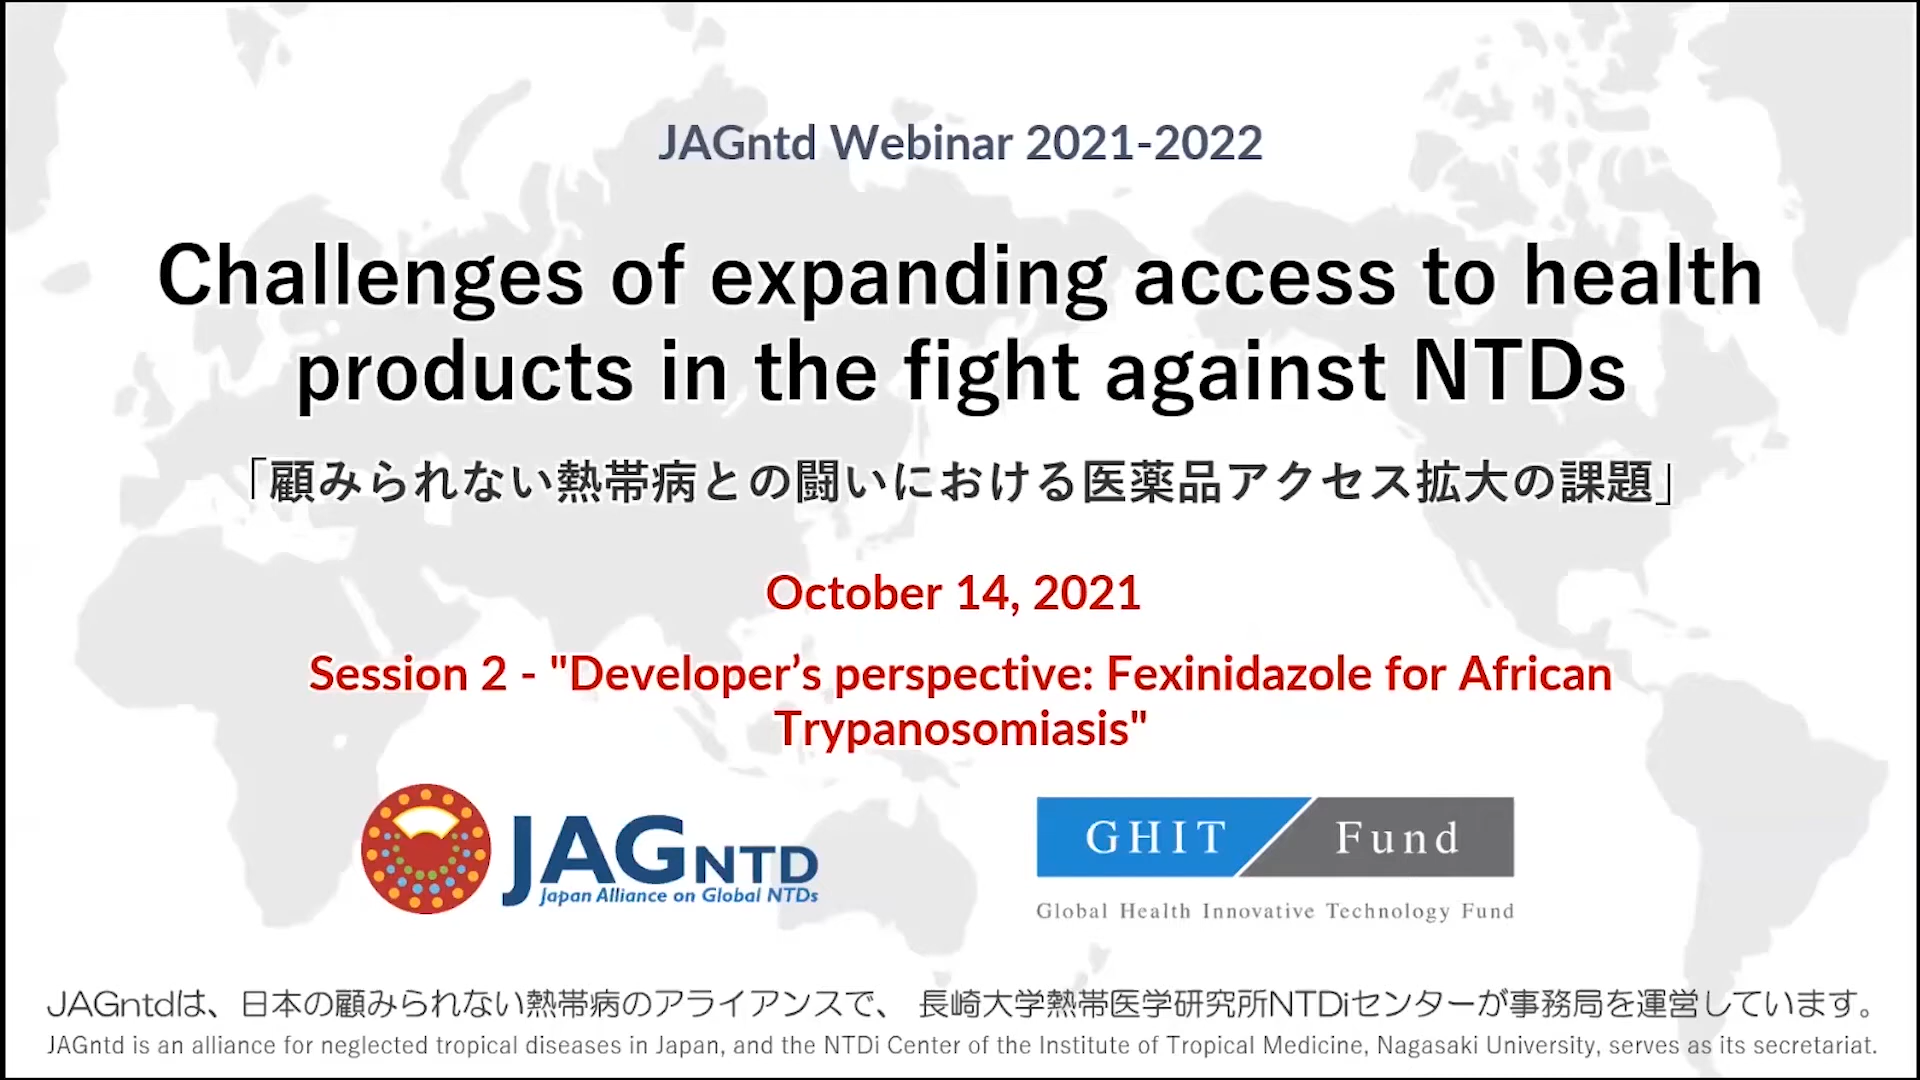 JAGntd Webinar 2021-2022
Challenges of expanding access to health
products in the fight against NTDs
「顧みられない熱帯病との闘いにおける医薬品アクセス拡大の課題」
October 14, 2021
Session 2 - "Developer’s perspective: Fexinidazole for African
Trypanosomiasis"
JAGNTD
Japan Alliance on Global NTDs
GHIT Fund
Global Health Innovative Technology Fund
JAGntdは、日本の顧みられない熱帯病のアライアンスで、 長崎大学熱帯医学研究所NTDiセンターが事務局を運営しています。
JAGntd is an alliance for neglected tropical diseases in Japan, and the NTDi Center of the Institute of Tropical Medicine, Nagasaki University, serves as its secretariat.